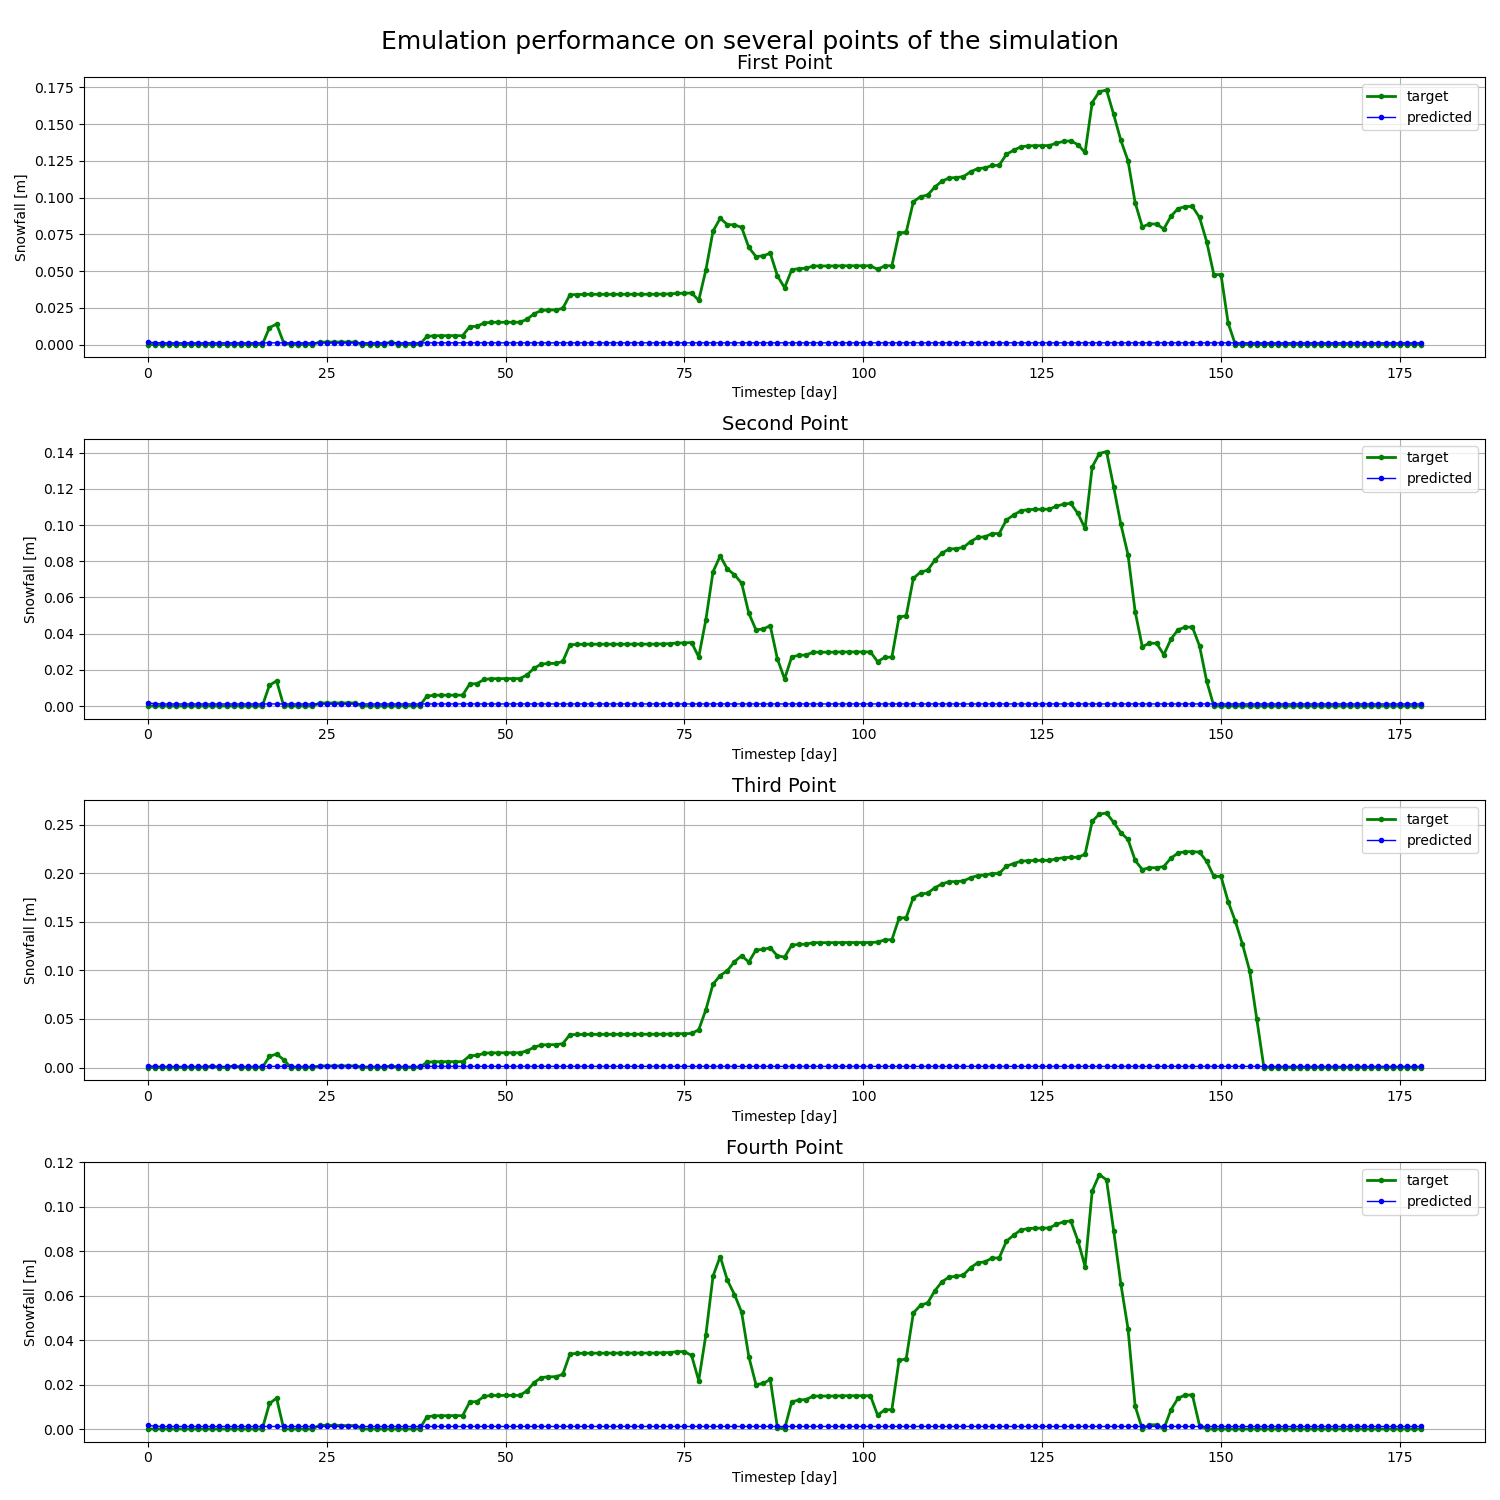 Emulation performance on several points of the simulation
First Point
target
predicted
0.175
0.150
0.125
0.100
0.075
0.050
0.025
0.000
Snowfall [m]
0 25 50 75 100 125 150 175
Timestep [day]
Second Point
target
predicted
0.14
0.12
0.10
0.08
0.06
0.04
0.02
0.00
Snowfall [m]
0 25 50 75 100 125 150 175
Timestep [day]
Third Point
target
predicted
0.25
0.20
0.15
0.10
0.05
0.00
Snowfall [m]
0 25 50 75 100 125 150 175
Timestep [day]
Fourth Point
target
predicted
0.12
0.10
0.08
0.06
0.04
0.02
0.00
Snowfall [m]
0 25 50 75 100 125 150 175
Timestep [day]